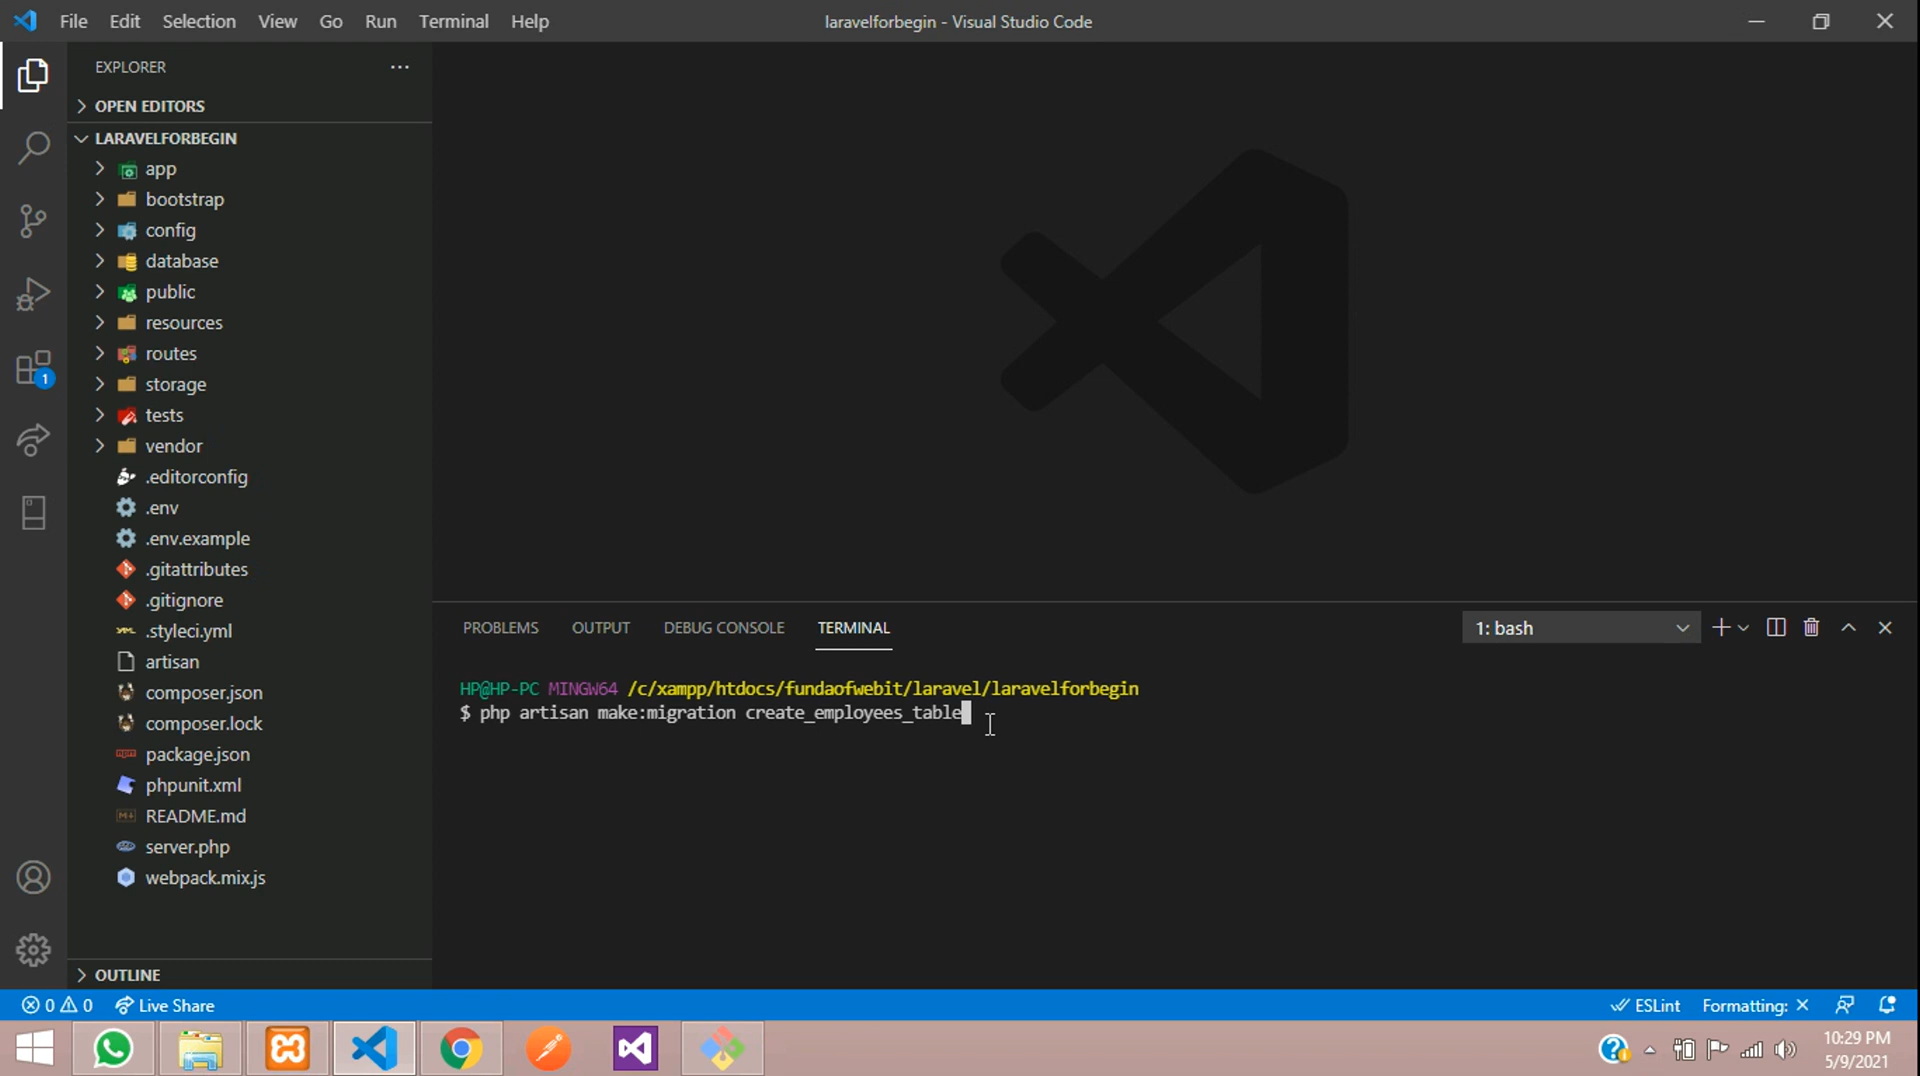 File Edit Selection View Go Run Terminal Help
laravelforbegin - Visual Studio Code
EXPLORER
OPEN EDITORS
LARAVELFORBEGIN
app
bootstrap
config
database
public
resources
routes
storage
tests
vendor
.editorconfig
.env
.env.example
.gitattributes
.gitignore
.styleci.yml
artisan
composer.json
composer.lock
package.json
phpunit.xml
README.md
server.php
webpack.mix.js
OUTLINE
1
PROBLEMS OUTPUT DEBUG CONSOLE TERMINAL
1: bash
HP@HP-PC MINGW64 /c/xampp/htdocs/fundaofwebit/laravel/laravelforbegin
$ php artisan make:migration create_employees_table
0 0 Live Share
ESLint Formatting:
10:29 PM
5/9/2021